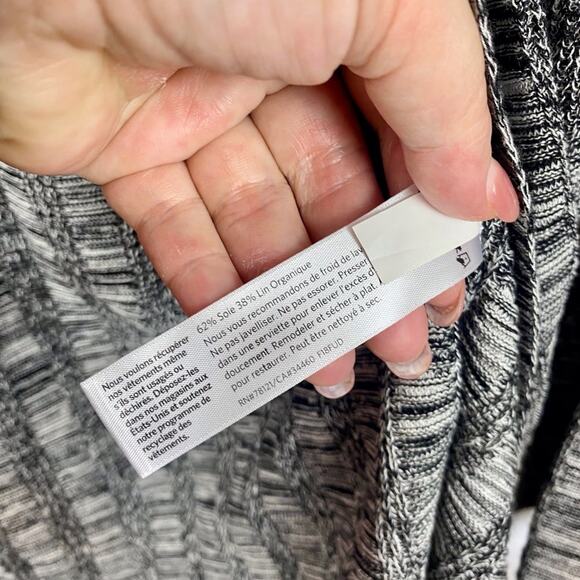 Nous voulons récupérer
nos vêtements même
s'ils sont usagés ou
déchirés. Déposez-les
dans nos magasins aux
États-Unis et soutenez
notre programme de
recyclage des
vêtements.
62% Soie 38% Lin Organique
Nous vous recommandons de froid de
Ne pas javelliser. Ne pas essorer. Presser
dans une serviette pour enlever l'excès
doucement. Remodeler et sécher à plat.
pour restaurer. Peut être nettoyé à sec.
RN#78121/CA#34460 F18FUD